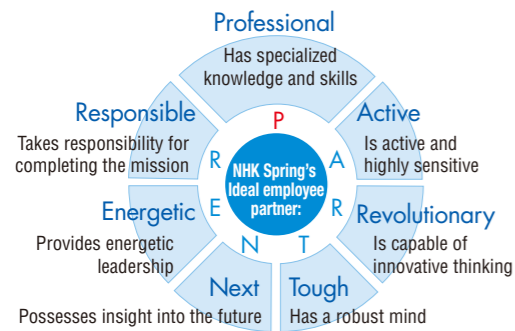 Professional
Has specialized
knowledge and skills
P
Active
Is active and
highly sensitive
A
Revolutionary
Is capable of
innovative thinking
R
Tough
Has a robust mind
T
Next
Possesses insight into the future
N
Energetic
Provides energetic
leadership
E
Responsible
Takes responsibility for
completing the mission
R
NHK Spring's
Ideal employee
partner: